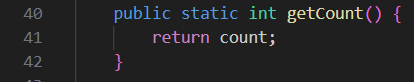 40 public static int getCount() {
41 return count;
42 }